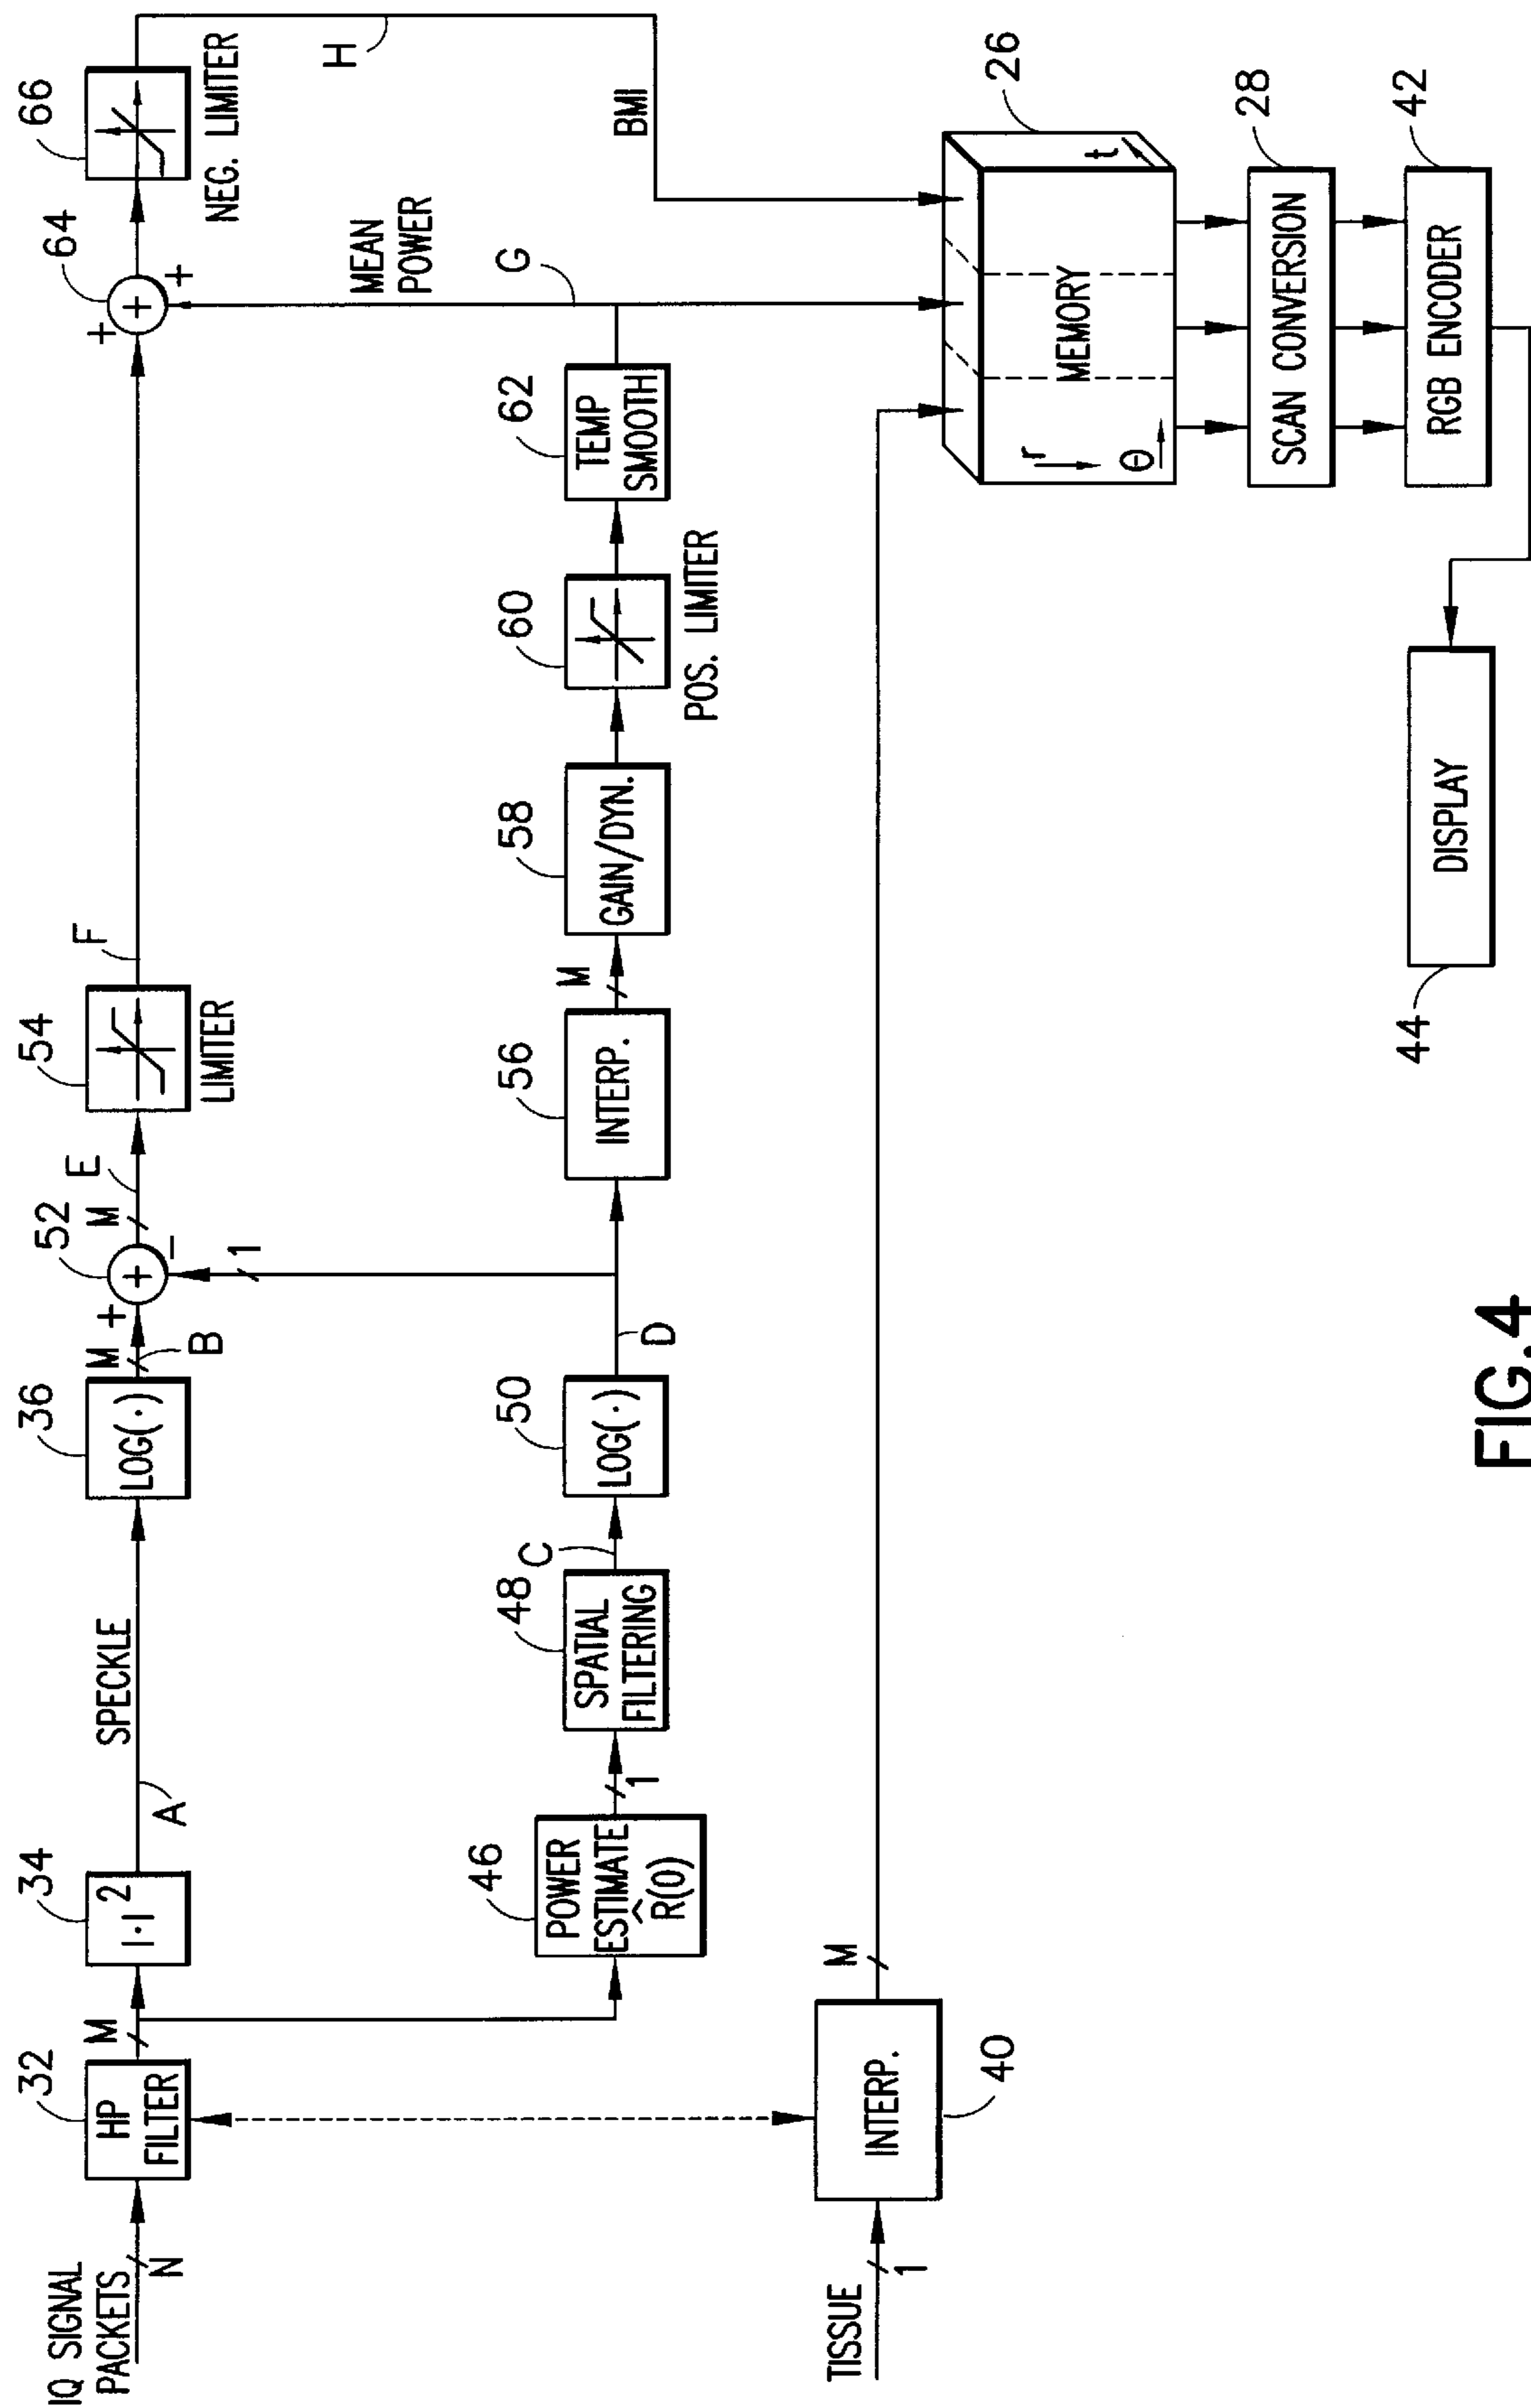 IQ SIGNAL
PACKETS
N
32
HP
FILTER
M
34
|·|²
A
SPECKLE
36
LOG(·)
M
B
+
52
−
M
E
54
LIMITER
F
+
64
+
+
66
NEG. LIMITER
H
BMI
46
POWER
ESTIMATE
R̂(0)
1
48
SPATIAL
FILTERING
C
50
LOG(·)
D
1
+
56
INTERP.
M
58
GAIN/DYN.
60
POS. LIMITER
62
TEMP
SMOOTH
MEAN
POWER
G
TISSUE
1
INTERP.
40
M
26
MEMORY
r
θ
t
SCAN CONVERSION
28
RGB ENCODER
42
DISPLAY
44
FIG.4